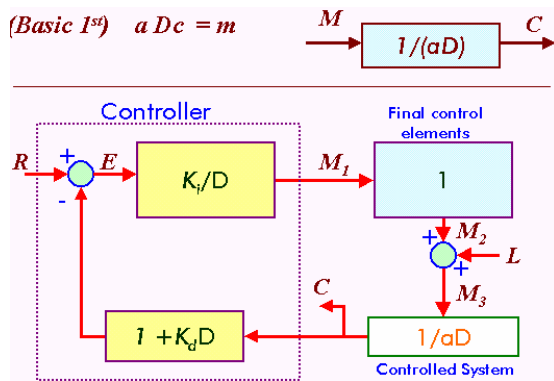 (Basic 1st) a Dc = m
M
1/(aD)
C
Controller
Final control
elements
R
+
-
E
Ki/D
M1
1
+
M2
+
L
M3
C
1 +KdD
1/aD
Controlled System